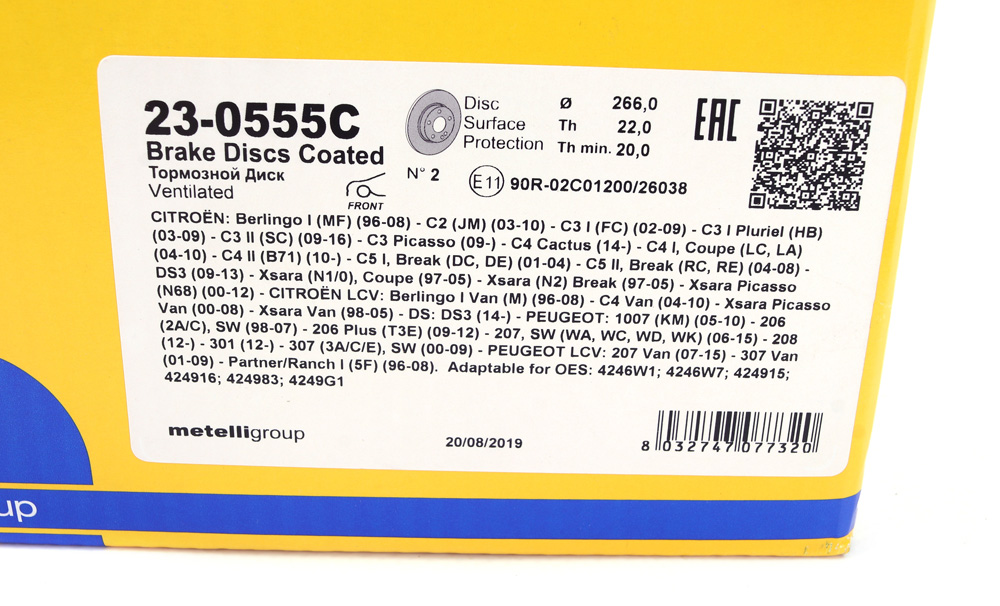 23-0555C
Brake Discs Coated
Тормозной Диск
Ventilated
FRONT
N° 2
Disc
Surface
Protection
Ø 266,0
Th 22,0
Th min. 20,0
E11 90R-02C01200/26038
EAC
CITROËN: Berlingo I (MF) (96-08) - C2 (JM) (03-10) - C3 I (FC) (02-09) - C3 I Pluriel (HB)
(03-09) - C3 II (SC) (09-16) - C3 Picasso (09-) - C4 Cactus (14-) - C4 I, Coupe (LC, LA)
(04-10) - C4 II (B71) (10-) - C5 I, Break (DC, DE) (01-04) - C5 II, Break (RC, RE) (04-08) -
DS3 (09-13) - Xsara (N1/0), Coupe (97-05) - Xsara (N2) Break (97-05) - Xsara Picasso
(N68) (00-12) - CITROËN LCV: Berlingo I Van (M) (96-08) - C4 Van (04-10) - Xsara Picasso
Van (00-08) - Xsara Van (98-05) - DS: DS3 (14-) - PEUGEOT: 1007 (KM) (05-10) - 206
(2A/C), SW (98-07) - 206 Plus (T3E) (09-12) - 207, SW (WA, WC, WD, WK) (06-15) - 208
(12-) - 301 (12-) - 307 (3A/C/E), SW (00-09) - PEUGEOT LCV: 207 Van (07-15) - 307 Van
(01-09) - Partner/Ranch I (5F) (96-08). Adaptable for OES: 4246W1; 4246W7; 424915;
424916; 424983; 4249G1
metelligroup
20/08/2019
8 032747 077320
up